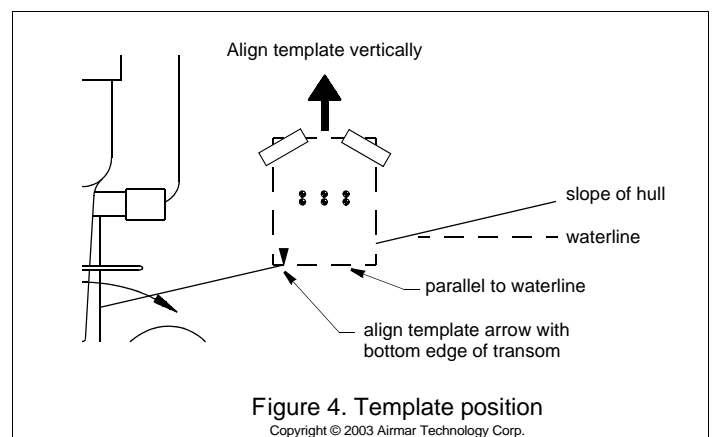 Align template vertically
slope of hull
waterline
parallel to waterline
align template arrow with
bottom edge of transom
Figure 4. Template position
Copyright © 2003 Airmar Technology Corp.